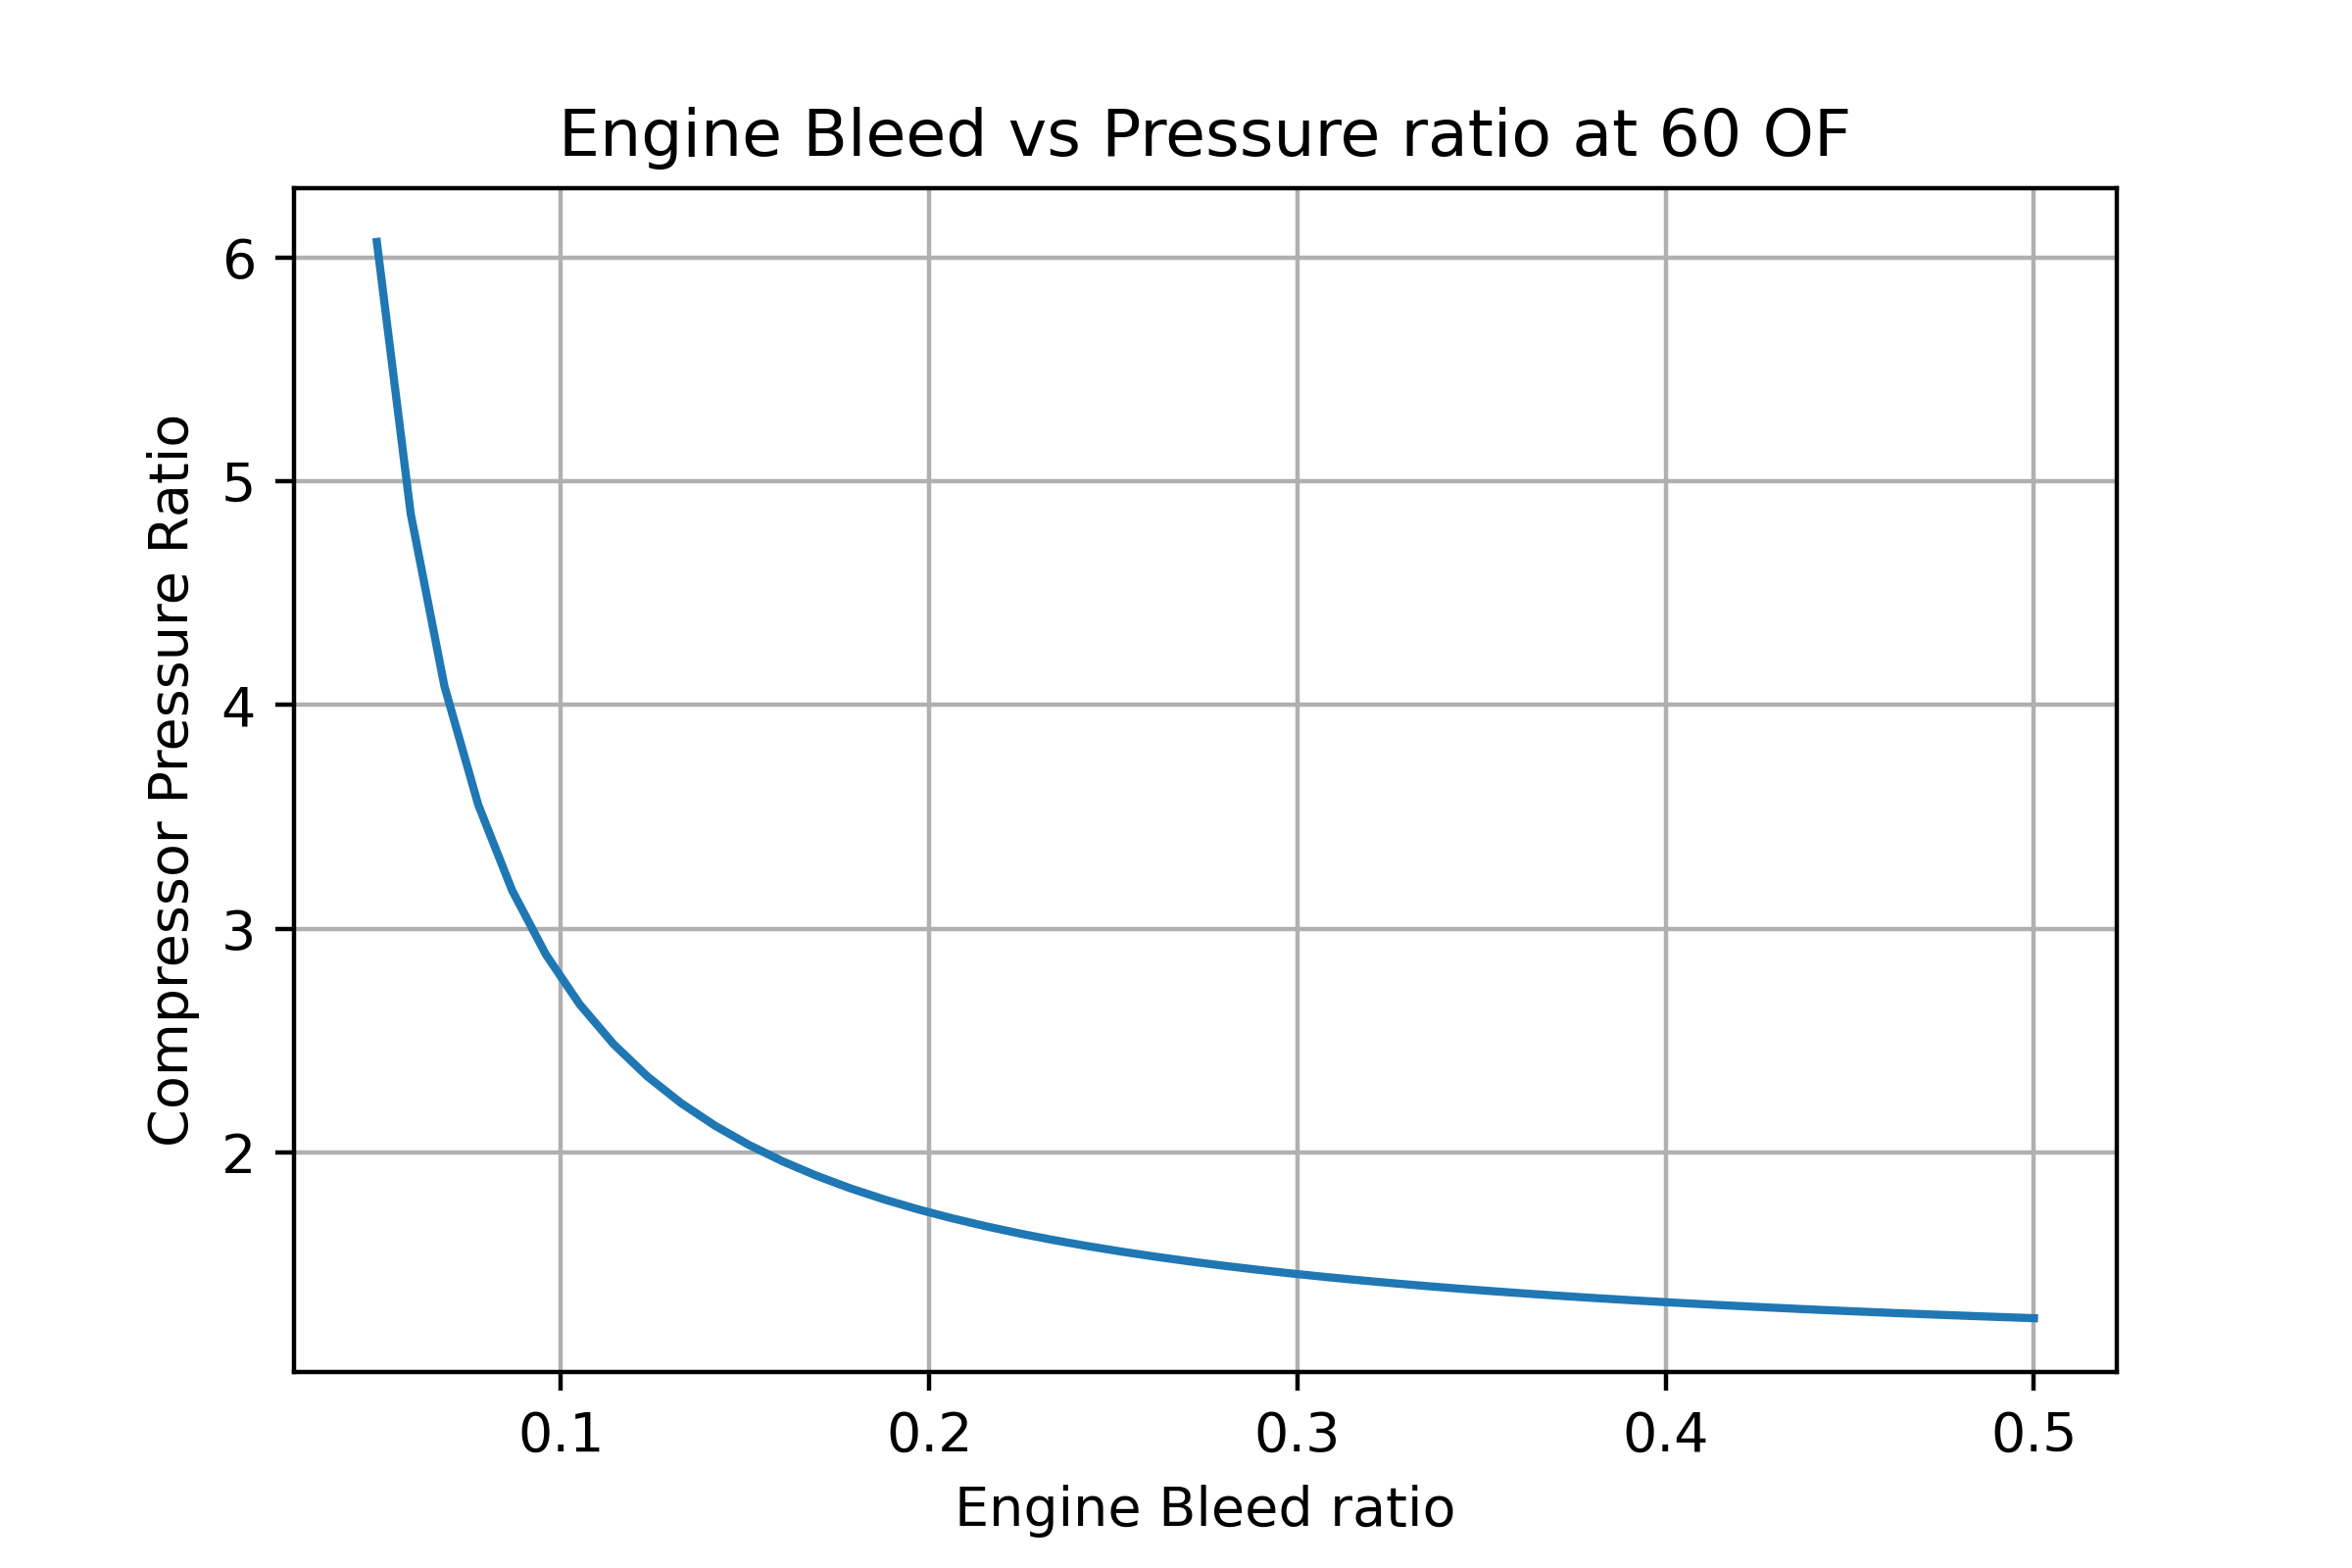 Engine Bleed vs Pressure ratio at 60 OF
Compressor Pressure Ratio
6
5
4
3
2
0.1 0.2 0.3 0.4 0.5
Engine Bleed ratio